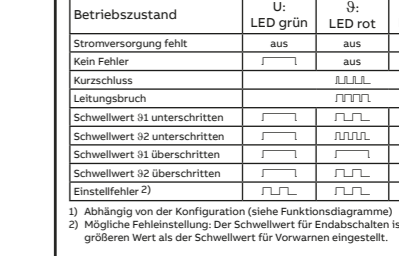 Betriebszustand
U:
LED grün
ϑ:
LED rot
Stromversorgung fehlt aus aus
Kein Fehler aus
Kurzschluss
Leitungsbruch
Schwellwert ϑ1 unterschritten
Schwellwert ϑ2 unterschritten
Schwellwert ϑ1 überschritten
Schwellwert ϑ2 überschritten
Einstellfehler 2)
1) Abhängig von der Konfiguration (siehe Funktionsdiagramme)
2) Mögliche Fehleinstellung: Der Schwellwert für Endabschalten is
größeren Wert als der Schwellwert für Vorwarnen eingestellt.